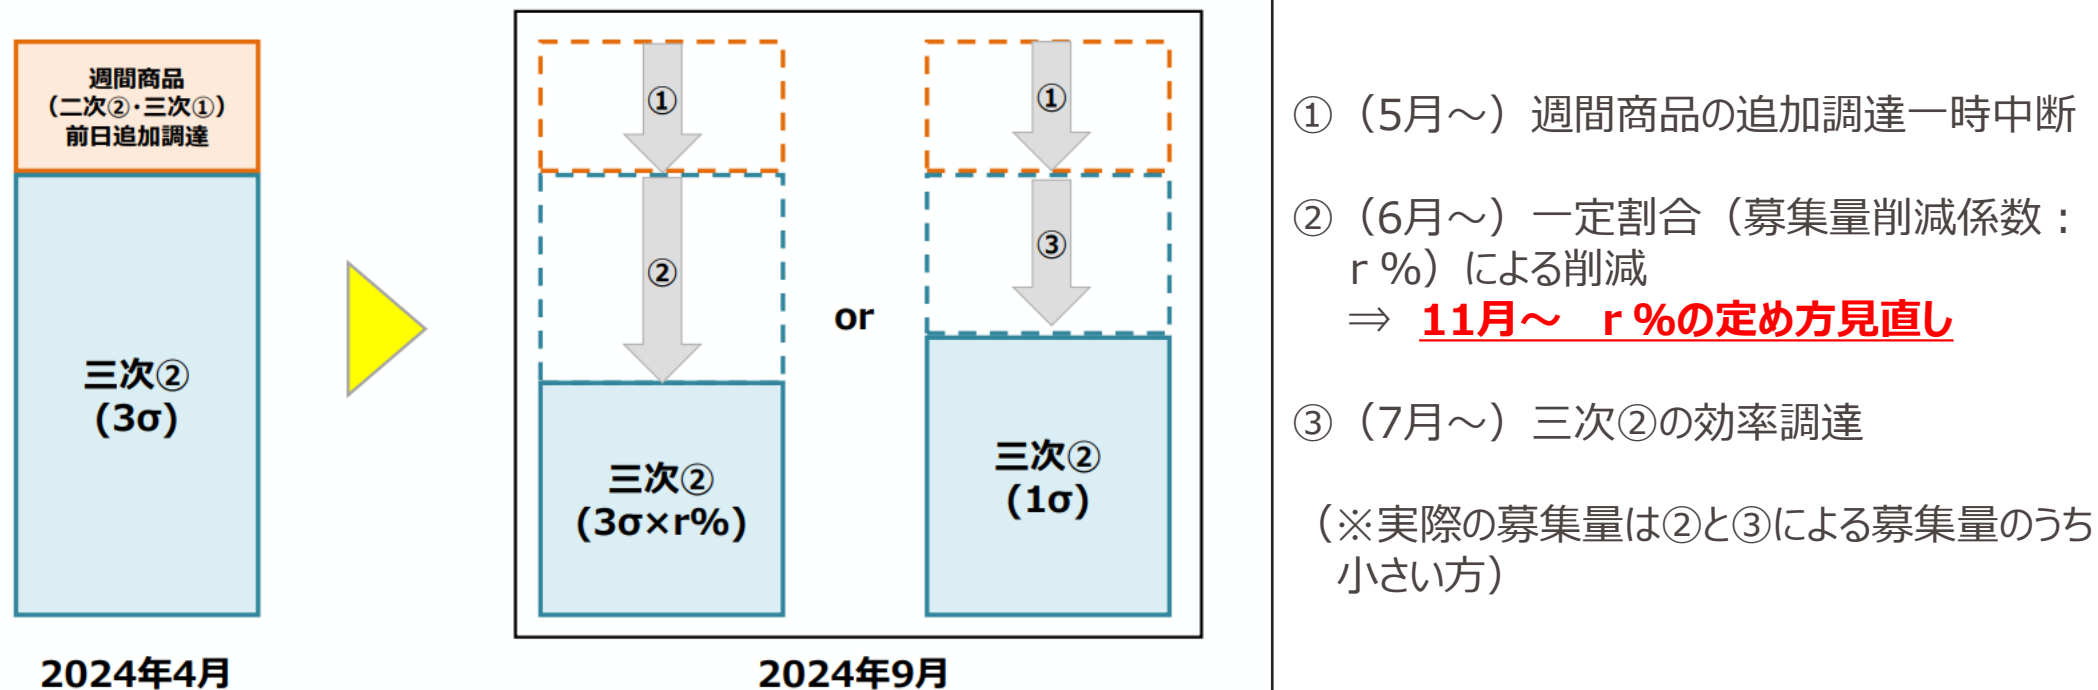 週間商品
（二次②・三次①）
前日追加調達
三次②
(3σ)
2024年4月
①
②
三次②
(3σ×r%)
or
①
③
三次②
(1σ)
2024年9月
①（5月～）週間商品の追加調達一時中断
②（6月～）一定割合（募集量削減係数：
ｒ%）による削減
⇒ 11月～　ｒ%の定め方見直し
③（7月～）三次②の効率調達
（※実際の募集量は②と③による募集量のうち
小さい方）